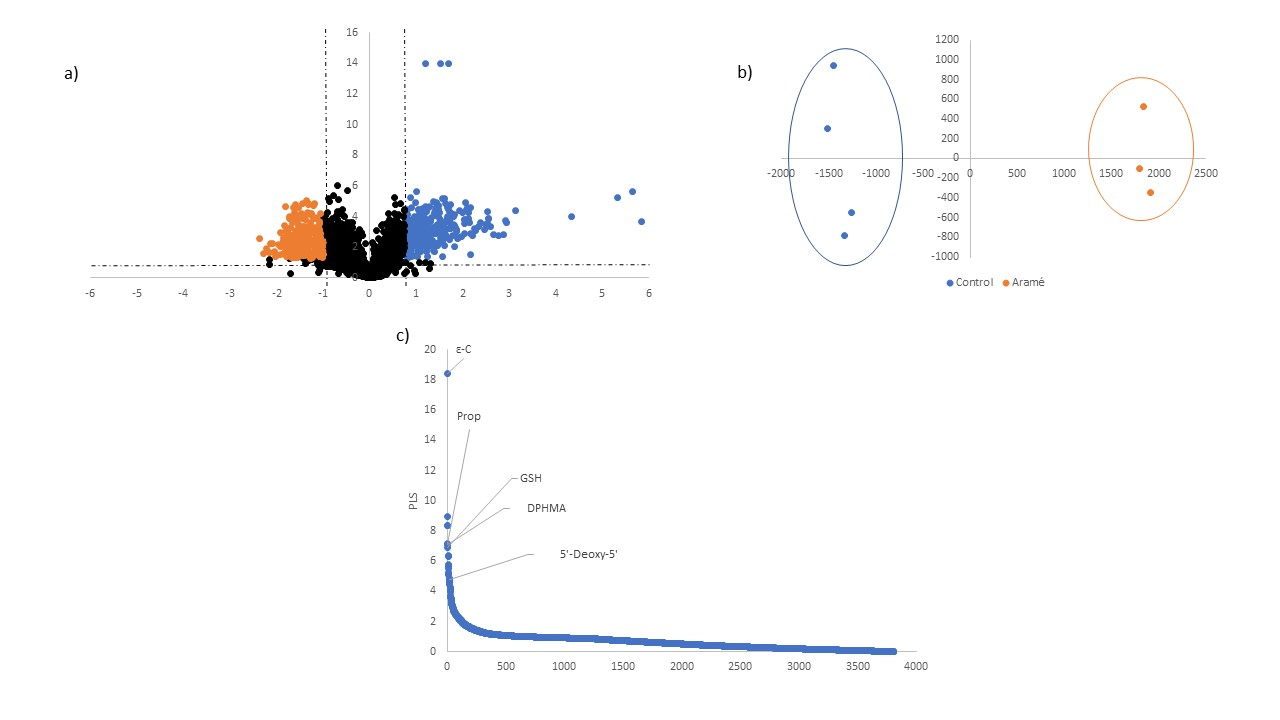 a)
16
14
12
10
8
6
4
2
0
-6 -5 -4 -3 -2 -1 0 1 2 3 4 5 6
b)
1200
1000
800
600
400
200
0
-200
-400
-600
-800
-1000
-2000 -1500 -1000 -500 0 500 1000 1500 2000 2500
Control Aramé
c)
20
18
16
14
12
10
8
6
4
2
0
PLS
ε-C
Prop
GSH
DPHMA
5'-Deoxy-5'
0 500 1000 1500 2000 2500 3000 3500 4000